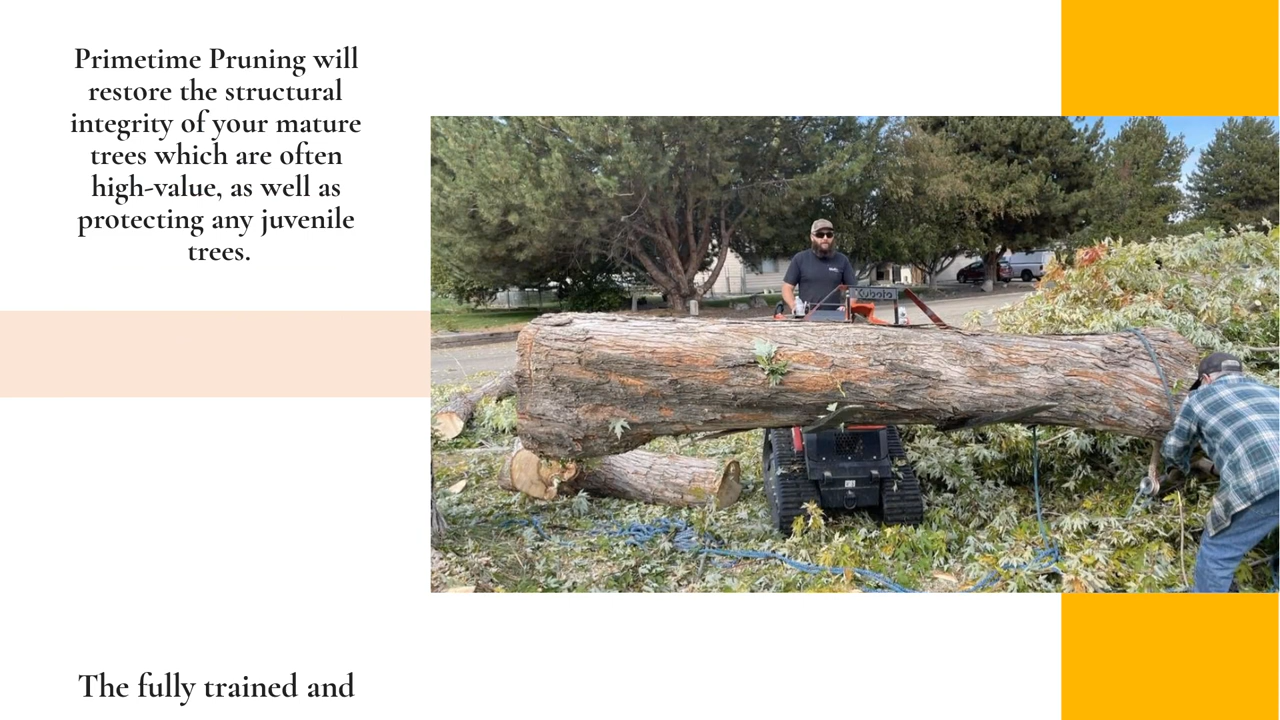 Primetime Pruning will
restore the structural
integrity of your mature
trees which are often
high-value, as well as
protecting any juvenile
trees.
Kubota
The fully trained and